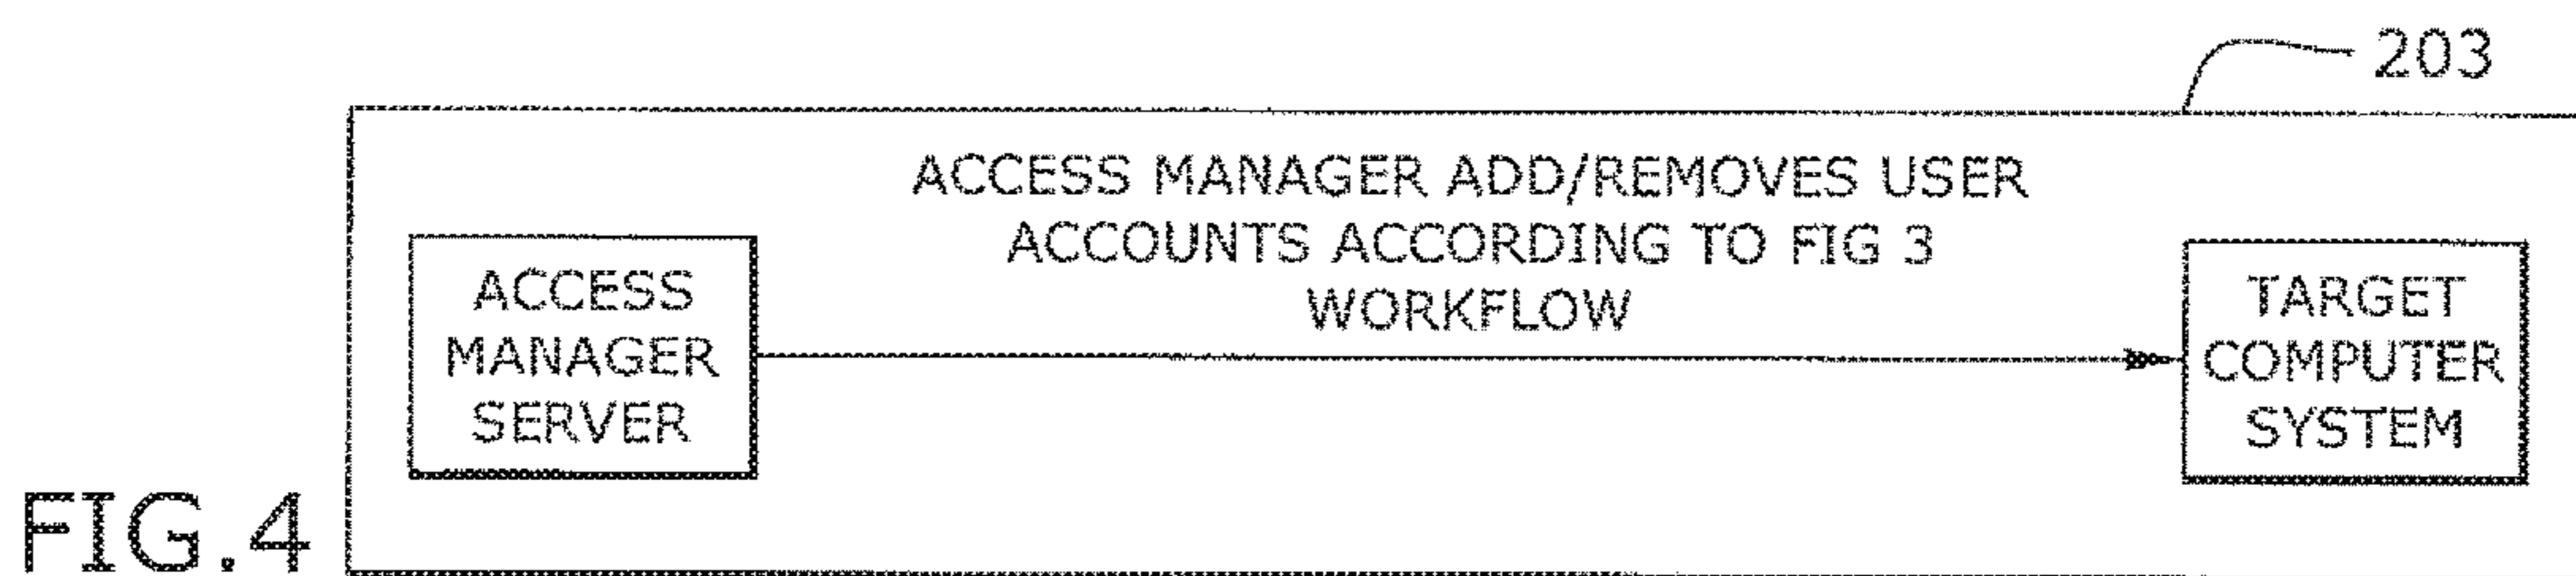 203
ACCESS MANAGER ADD/REMOVES USER
ACCOUNTS ACCORDING TO FIG 3
WORKFLOW
ACCESS
MANAGER
SERVER
TARGET
COMPUTER
SYSTEM
FIG.4